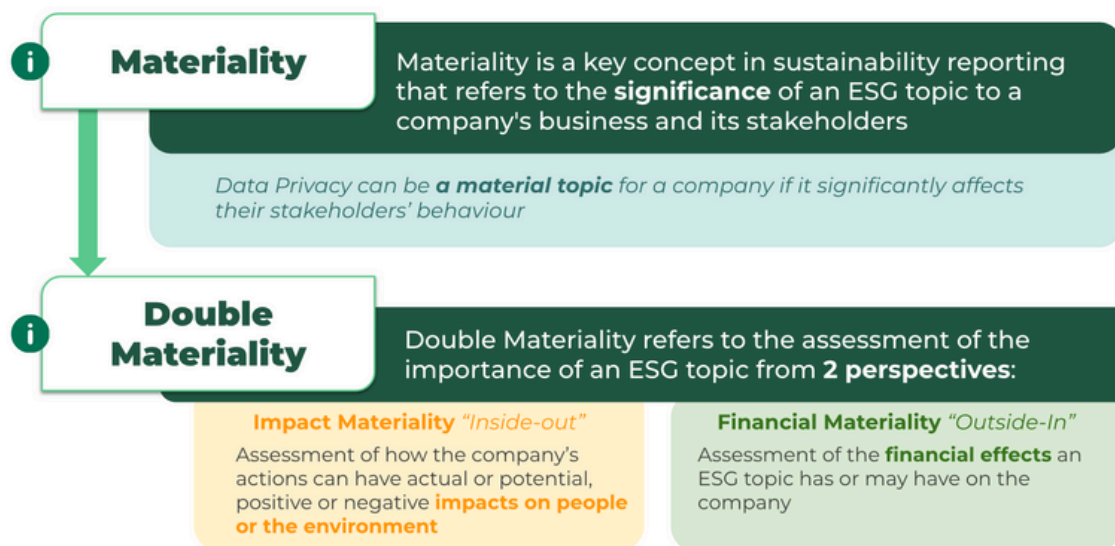 i
Materiality
Materiality is a key concept in sustainability reporting
that refers to the significance of an ESG topic to a
company's business and its stakeholders
Data Privacy can be a material topic for a company if it significantly affects
their stakeholders’ behaviour
i
Double
Materiality
Double Materiality refers to the assessment of the
importance of an ESG topic from 2 perspectives:
Impact Materiality “Inside-out”
Assessment of how the company’s
actions can have actual or potential,
positive or negative impacts on people
or the environment
Financial Materiality “Outside-In”
Assessment of the financial effects an
ESG topic has or may have on the
company